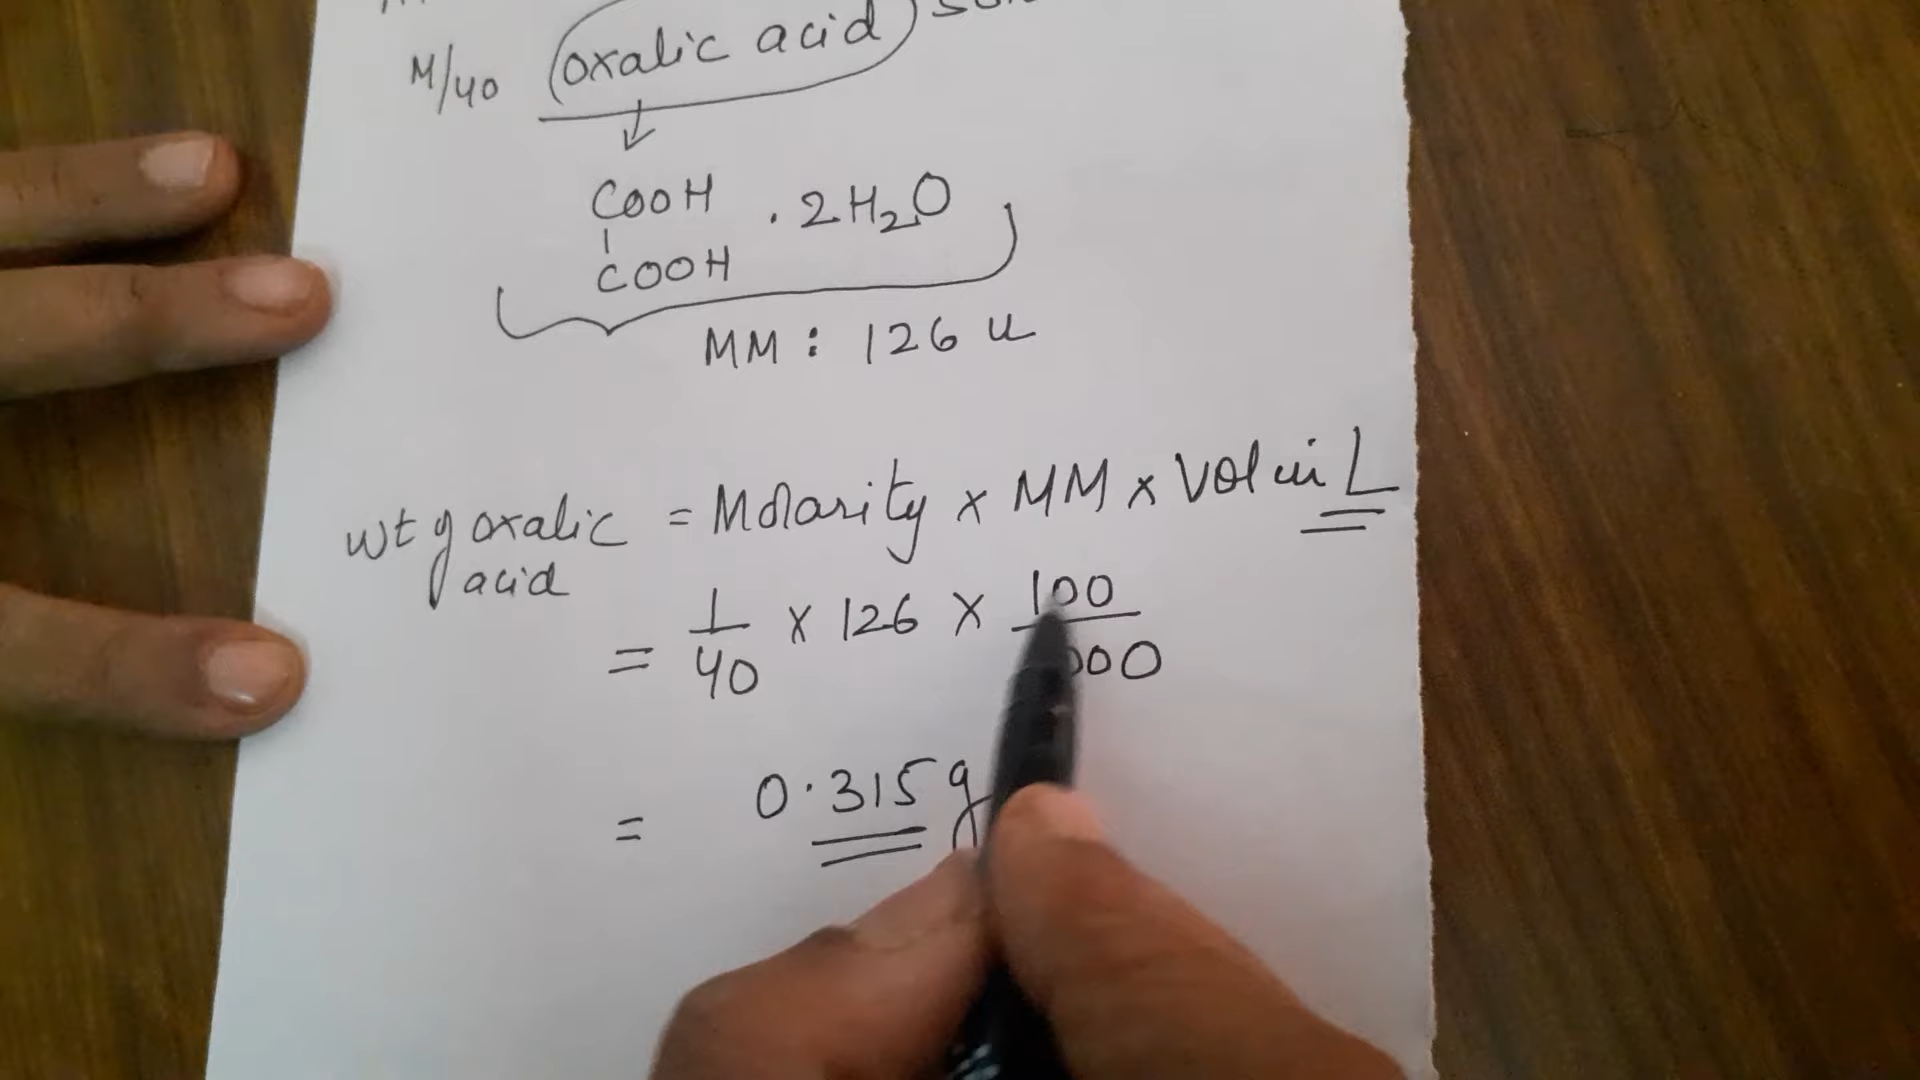 M/40 oxalic acid
COOH . 2H₂O
COOH
MM : 126 u
wt of oxalic acid = Molarity x MM x Vol in L
= 1/40 x 126 x 100/000
= 0.315 g